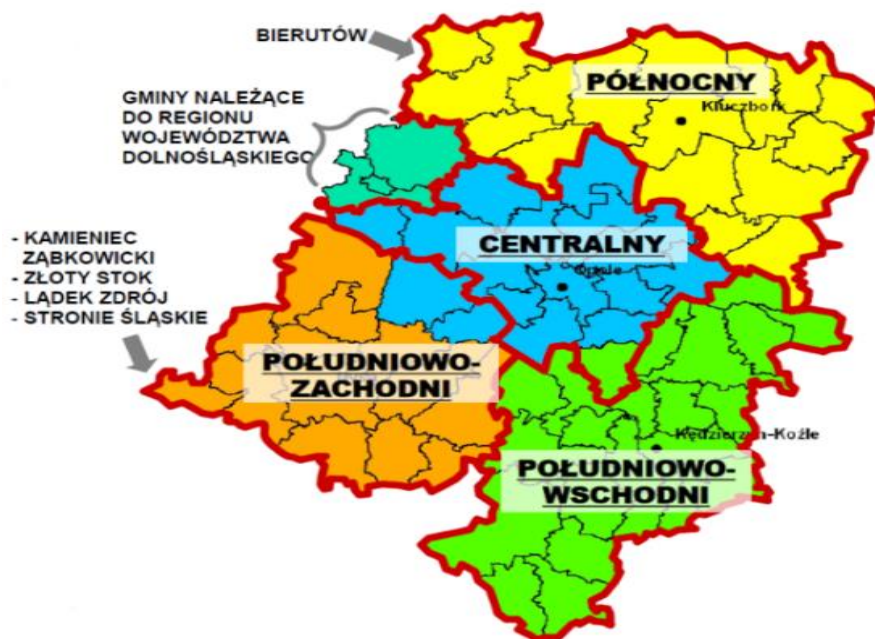 BIERUTÓW
PÓŁNOCNY
Kluczbork
GMINY NALEŻĄCE
DO REGIONU
WOJEWÓDZTWA
DOLNOŚLĄSKIEGO
- KAMIENIEC
ZĄBKOWICKI
- ZŁOTY STOK
- LĄDEK ZDRÓJ
- STRONIE ŚLĄSKIE
CENTRALNY
Opole
POŁUDNIOWO-
ZACHODNI
Kędzierzyn-Koźle
POŁUDNIOWO-
WSCHODNI